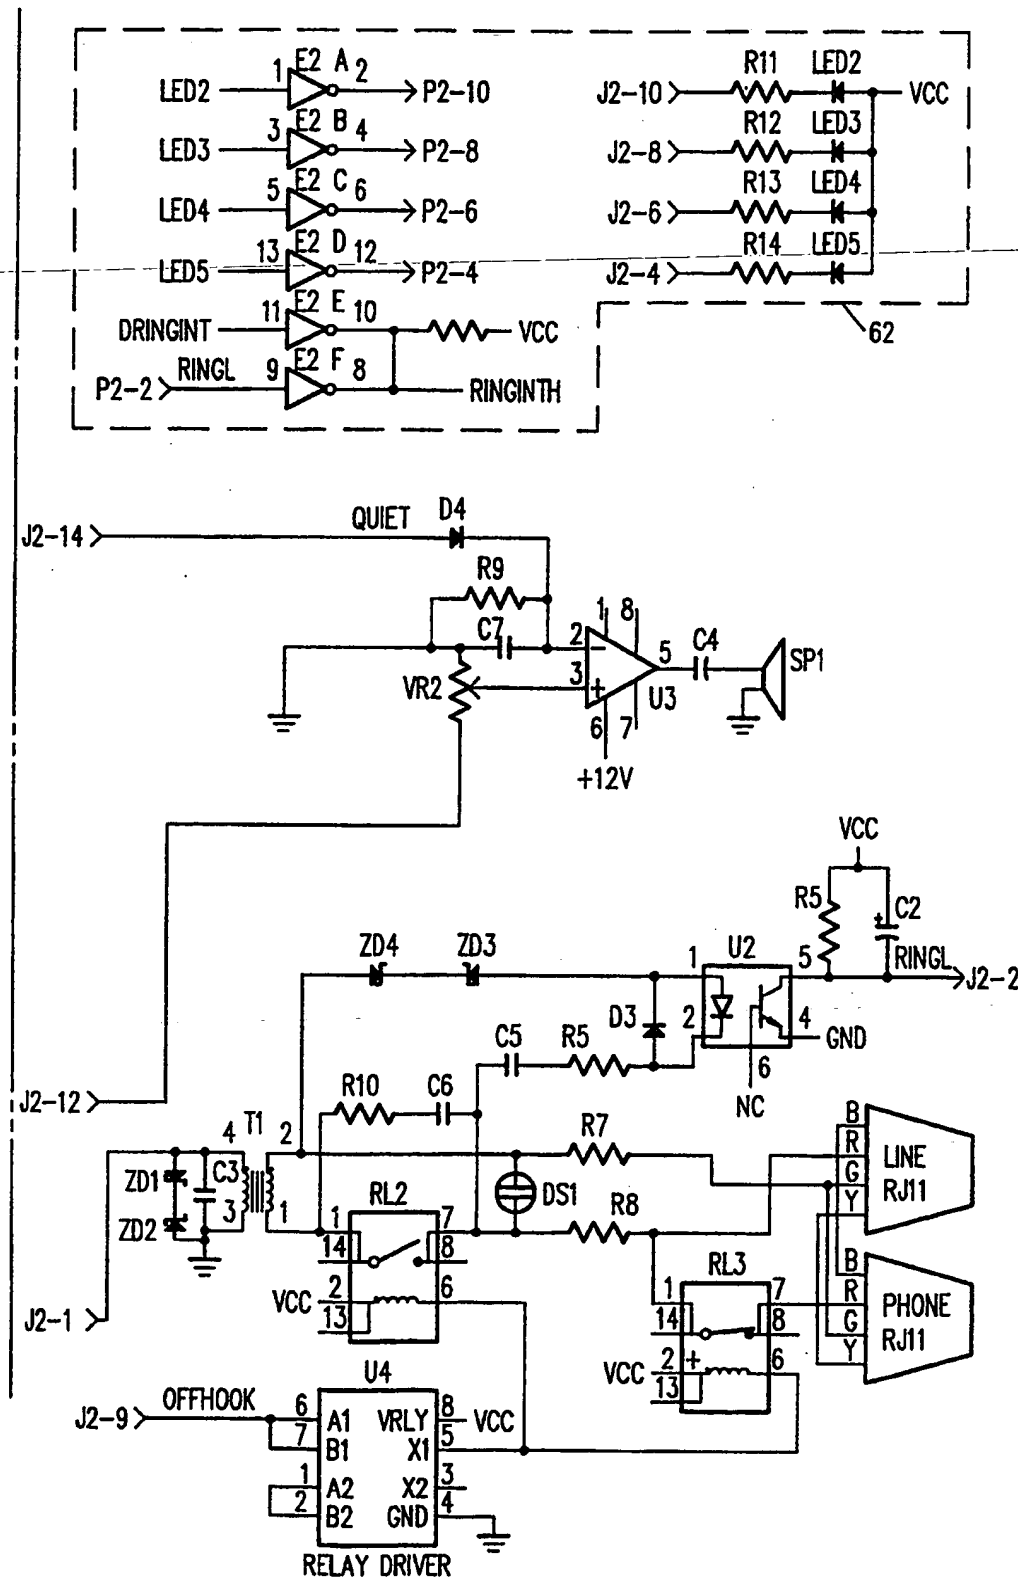 E2 A
1 2
LED2 P2-10
E2 B
3 4
LED3 P2-8
E2 C
5 6
LED4 P2-6
E2 D
13 12
LED5 P2-4
E2 E
11 10
DRINGINT VCC
RINGL E2 F
9 8
P2-2 RINGINTH
R11 LED2
J2-10 VCC
R12 LED3
J2-8
R13 LED4
J2-6
R14 LED5
J2-4
62
QUIET D4
J2-14
R9
C7
1 8
2 −
3 +
5 C4
SP1
VR2
U3
6 7
+12V
VCC
R5 C2
+
ZD4 ZD3
1 U2 5 RINGL
J2-2
D3 2 4
GND
C5 R5
6
NC
R10 C6
J2-12
T1
4 2
ZD1 C3
3 1
ZD2
R7
DS1
R8
RL2
1 7
14 8
VCC 2 6
13
J2-1
B
R LINE
G RJ11
Y
B
R PHONE
G RJ11
Y
RL3
1 7
14 8
VCC 2 + 6
13
U4
J2-9 OFFHOOK
6 A1 VRLY 8 VCC
7 B1 X1 5
1 A2 X2 3
2 B2 GND 4
RELAY DRIVER